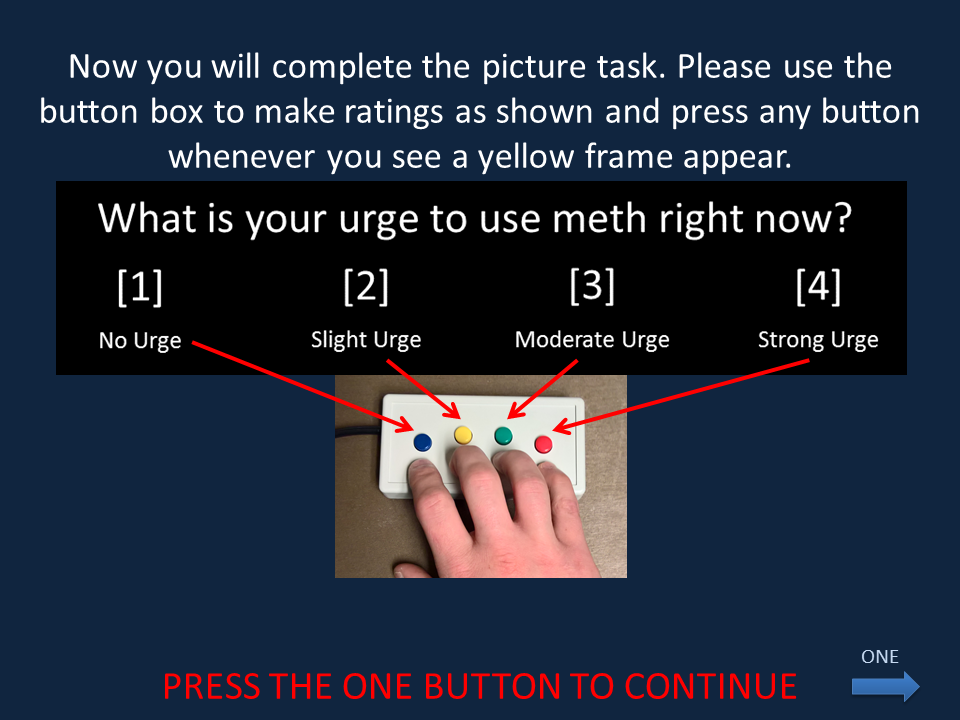 Now you will complete the picture task. Please use the
button box to make ratings as shown and press any button
whenever you see a yellow frame appear.
What is your urge to use meth right now?
[1] [2] [3] [4]
No Urge Slight Urge Moderate Urge Strong Urge
ONE
PRESS THE ONE BUTTON TO CONTINUE